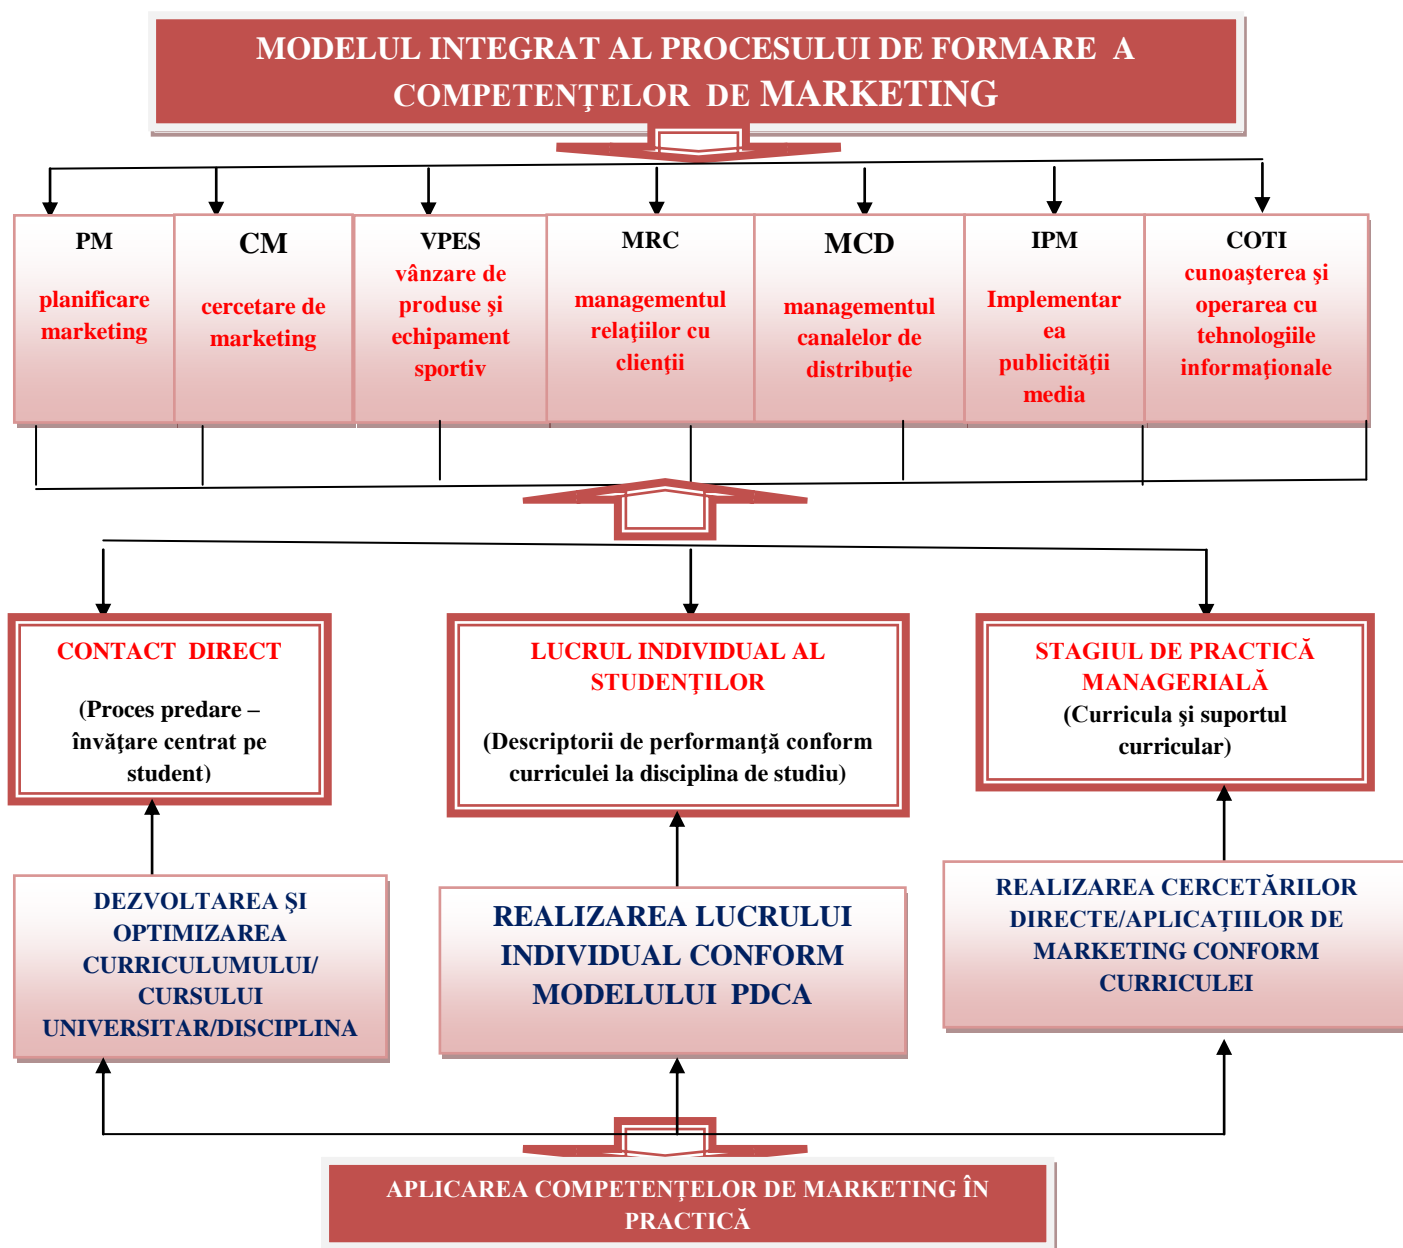 MODELUL INTEGRAT AL PROCESULUI DE FORMARE A
COMPETENŢELOR DE MARKETING
PM
planificare
marketing
CM
cercetare de
marketing
VPES
vânzare de
produse şi
echipament
sportiv
MRC
managementul
relaţiilor cu
clienţii
MCD
managementul
canalelor de
distribuţie
IPM
Implementar
ea
publicităţii
media
COTI
cunoaşterea şi
operarea cu
tehnologiile
informaţionale
CONTACT DIRECT
(Proces predare –
învăţare centrat pe
student)
LUCRUL INDIVIDUAL AL
STUDENŢILOR
(Descriptorii de performanţă conform
curriculei la disciplina de studiu)
STAGIUL DE PRACTICĂ
MANAGERIALĂ
(Curricula şi suportul
curricular)
DEZVOLTAREA ŞI
OPTIMIZAREA
CURRICULUMULUI/
CURSULUI
UNIVERSITAR/DISCIPLINA
REALIZAREA LUCRULUI
INDIVIDUAL CONFORM
MODELULUI PDCA
REALIZAREA CERCETĂRILOR
DIRECTE/APLICAŢIILOR DE
MARKETING CONFORM
CURRICULEI
APLICAREA COMPETENŢELOR DE MARKETING ÎN
PRACTICĂ